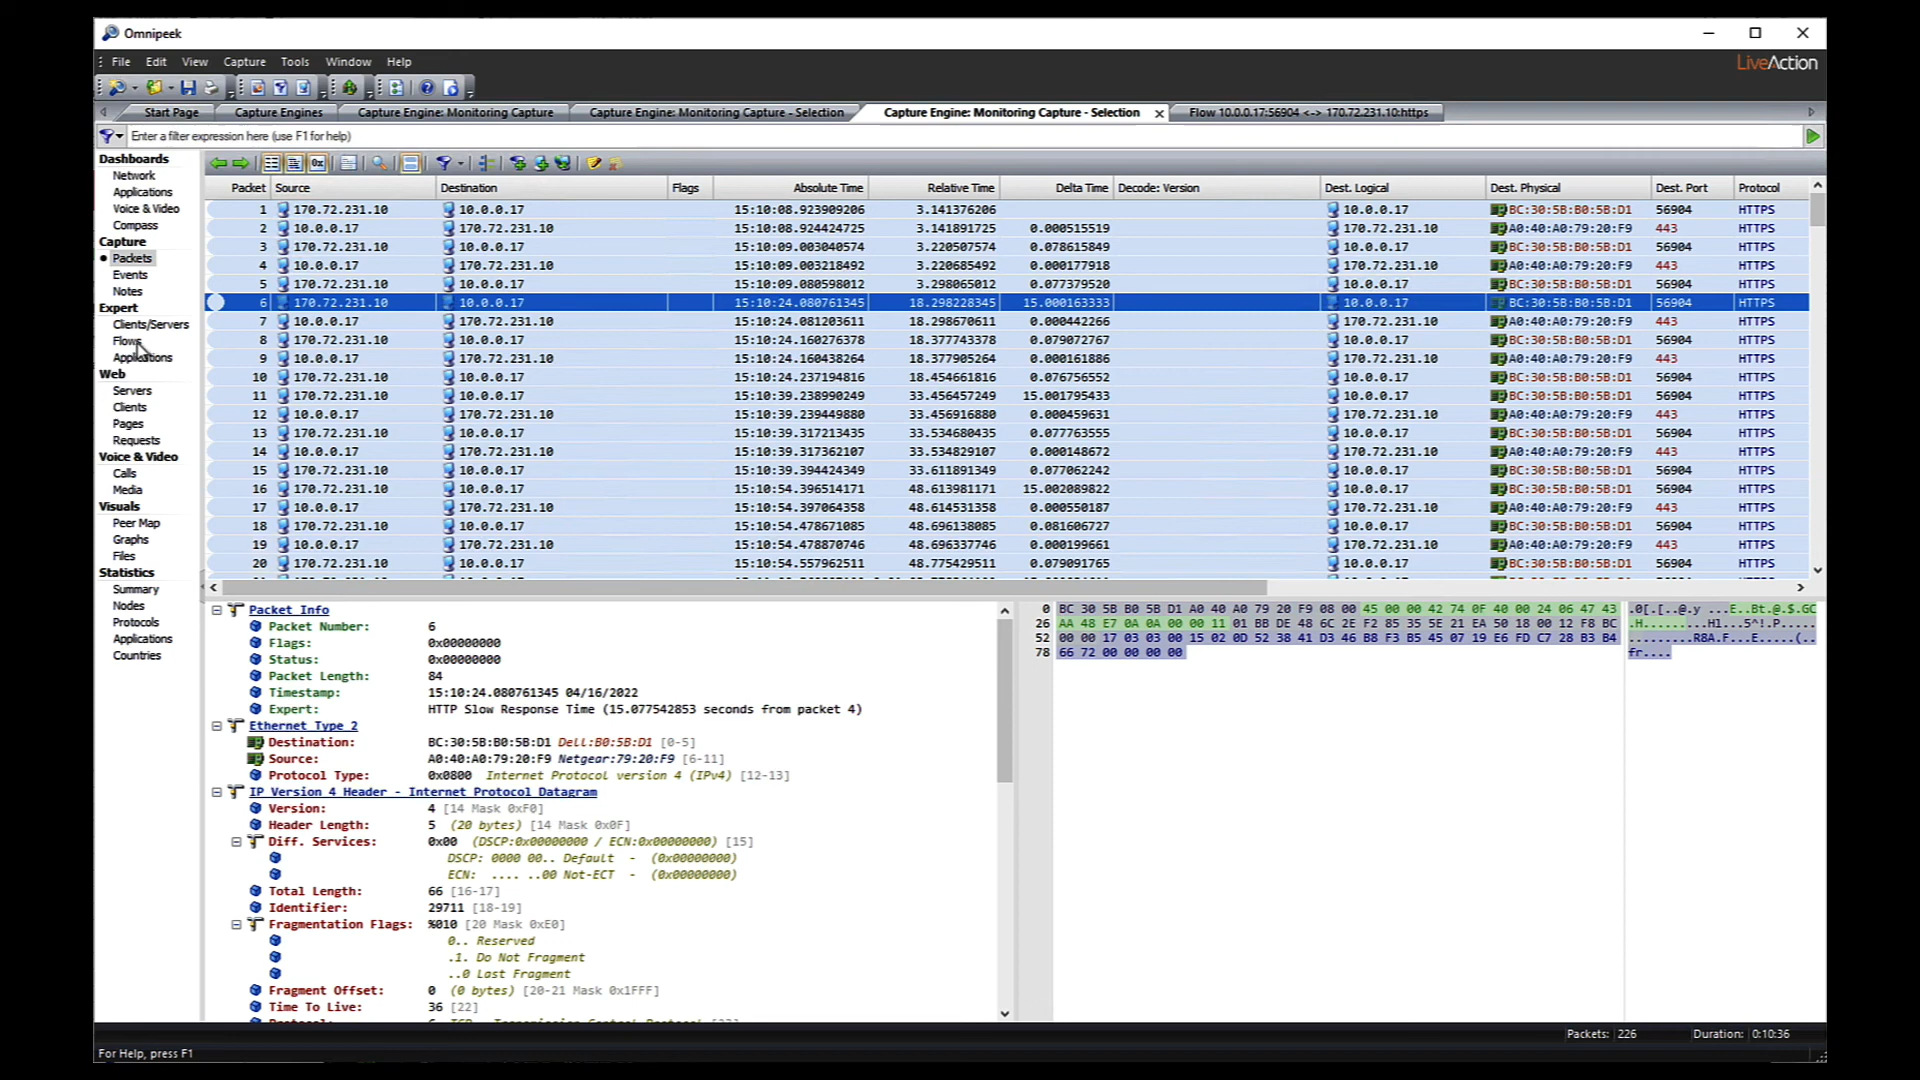 Omnipeek
File Edit View Capture Tools Window Help
LiveAction
Start Page Capture Engines Capture Engine: Monitoring Capture Capture Engine: Monitoring Capture - Selection Capture Engine: Monitoring Capture - Selection Flow 10.0.0.17:56904 <-> 170.72.231.10:https
Enter a filter expression here (use F1 for help)
Dashboards
Network
Applications
Voice & Video
Compass
Capture
Packets
Events
Notes
Expert
Clients/Servers
Flows
Applications
Web
Servers
Clients
Pages
Requests
Voice & Video
Calls
Media
Visuals
Peer Map
Graphs
Files
Statistics
Summary
Nodes
Protocols
Applications
Countries
Packet Source Destination Flags Absolute Time Relative Time Delta Time Decode: Version Dest. Logical Dest. Physical Dest. Port Protocol
1 170.72.231.10 10.0.0.17 15:10:08.923909206 3.141376206 10.0.0.17 BC:30:5B:B0:5B:D1 56904 HTTPS
2 10.0.0.17 170.72.231.10 15:10:08.924424725 3.141891725 0.000515519 170.72.231.10 A0:40:A0:79:20:F9 443 HTTPS
3 170.72.231.10 10.0.0.17 15:10:09.003040574 3.220507574 0.078615849 10.0.0.17 BC:30:5B:B0:5B:D1 56904 HTTPS
4 10.0.0.17 170.72.231.10 15:10:09.003218492 3.220685492 0.000177918 170.72.231.10 A0:40:A0:79:20:F9 443 HTTPS
5 170.72.231.10 10.0.0.17 15:10:09.080598012 3.298065012 0.077379520 10.0.0.17 BC:30:5B:B0:5B:D1 56904 HTTPS
6 170.72.231.10 10.0.0.17 15:10:24.080761345 18.298228345 15.000163333 10.0.0.17 BC:30:5B:B0:5B:D1 56904 HTTPS
7 10.0.0.17 170.72.231.10 15:10:24.081203611 18.298670611 0.000442266 170.72.231.10 A0:40:A0:79:20:F9 443 HTTPS
8 170.72.231.10 10.0.0.17 15:10:24.160276378 18.377743378 0.079072767 10.0.0.17 BC:30:5B:B0:5B:D1 56904 HTTPS
9 10.0.0.17 170.72.231.10 15:10:24.160438264 18.377905264 0.000161886 170.72.231.10 A0:40:A0:79:20:F9 443 HTTPS
10 170.72.231.10 10.0.0.17 15:10:24.237194816 18.454661816 0.076756552 10.0.0.17 BC:30:5B:B0:5B:D1 56904 HTTPS
11 170.72.231.10 10.0.0.17 15:10:39.238990249 33.456457249 15.001795433 10.0.0.17 BC:30:5B:B0:5B:D1 56904 HTTPS
12 10.0.0.17 170.72.231.10 15:10:39.239449880 33.456916880 0.000459631 170.72.231.10 A0:40:A0:79:20:F9 443 HTTPS
13 170.72.231.10 10.0.0.17 15:10:39.317213435 33.534680435 0.077763555 10.0.0.17 BC:30:5B:B0:5B:D1 56904 HTTPS
14 10.0.0.17 170.72.231.10 15:10:39.317362107 33.534829107 0.000148672 170.72.231.10 A0:40:A0:79:20:F9 443 HTTPS
15 170.72.231.10 10.0.0.17 15:10:39.394424349 33.611891349 0.077062242 10.0.0.17 BC:30:5B:B0:5B:D1 56904 HTTPS
16 170.72.231.10 10.0.0.17 15:10:54.396514171 48.613981171 15.002089822 10.0.0.17 BC:30:5B:B0:5B:D1 56904 HTTPS
17 10.0.0.17 170.72.231.10 15:10:54.397064358 48.614531358 0.000550187 170.72.231.10 A0:40:A0:79:20:F9 443 HTTPS
18 170.72.231.10 10.0.0.17 15:10:54.478671085 48.696138085 0.081606727 10.0.0.17 BC:30:5B:B0:5B:D1 56904 HTTPS
19 10.0.0.17 170.72.231.10 15:10:54.478870746 48.696337746 0.000199661 170.72.231.10 A0:40:A0:79:20:F9 443 HTTPS
20 170.72.231.10 10.0.0.17 15:10:54.557962511 48.775429511 0.079091765 10.0.0.17 BC:30:5B:B0:5B:D1 56904 HTTPS
Packet Info
Packet Number: 6
Flags: 0x00000000
Status: 0x00000000
Packet Length: 84
Timestamp: 15:10:24.080761345 04/16/2022
Expert: HTTP Slow Response Time (15.077542853 seconds from packet 4)
Ethernet Type 2
Destination: BC:30:5B:B0:5B:D1 Dell:B0:5B:D1 [0-5]
Source: A0:40:A0:79:20:F9 Netgear:79:20:F9 [6-11]
Protocol Type: 0x0800 Internet Protocol version 4 (IPv4) [12-13]
IP Version 4 Header - Internet Protocol Datagram
Version: 4 [14 Mask 0xF0]
Header Length: 5 (20 bytes) [14 Mask 0x0F]
Diff. Services: 0x00 (DSCP:0x00000000 / ECN:0x00000000) [15]
DSCP: 0000 00.. Default - (0x00000000)
ECN: .... ..00 Not-ECT - (0x00000000)
Total Length: 66 [16-17]
Identifier: 29711 [18-19]
Fragmentation Flags: %010 [20 Mask 0xE0]
0.. Reserved
.1. Do Not Fragment
..0 Last Fragment
Fragment Offset: 0 (0 bytes) [20-21 Mask 0x1FFF]
Time To Live: 36 [22]
0 BC 30 5B B0 5B D1 A0 40 A0 79 20 F9 08 00 45 00 00 42 74 0F 40 00 24 06 47 43 .0[.[..@.y ...E..Bt.@.$.GC
26 AA 48 E7 0A 0A 00 00 11 01 BB DE 48 6C 2E F2 85 35 5E 21 EA 50 18 00 12 F8 BC .H.......Hl...5^!.P.....
52 00 00 17 03 03 00 15 02 0D 52 38 41 D3 46 B8 F3 B5 45 07 19 E6 FD C7 28 B3 B4 .........R8A.F...E.....(..
78 66 72 00 00 00 00 fr....
Packets: 226 Duration: 0:10:36
For Help, press F1